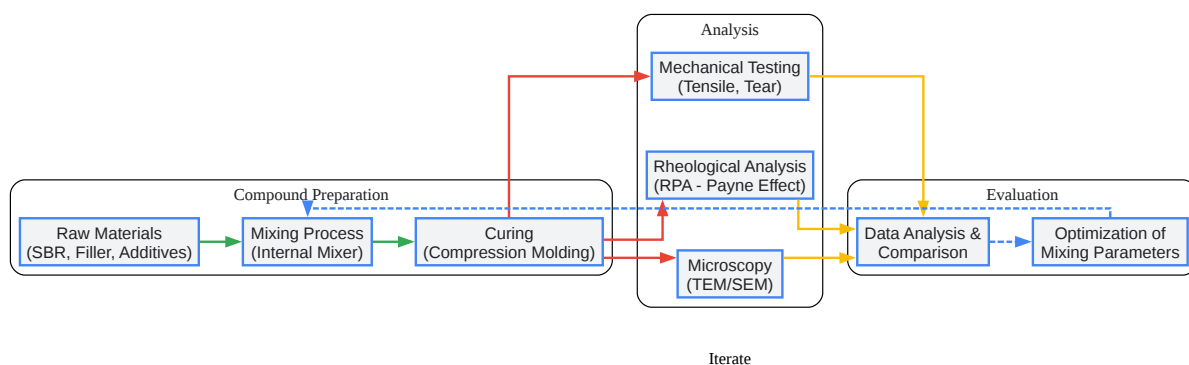 Analysis
Mechanical Testing
(Tensile, Tear)
Rheological Analysis
(RPA - Payne Effect)
Microscopy
(TEM/SEM)
Compound Preparation
Raw Materials
(SBR, Filler, Additives)
Mixing Process
(Internal Mixer)
Curing
(Compression Molding)
Evaluation
Data Analysis &
Comparison
Optimization of
Mixing Parameters
Iterate